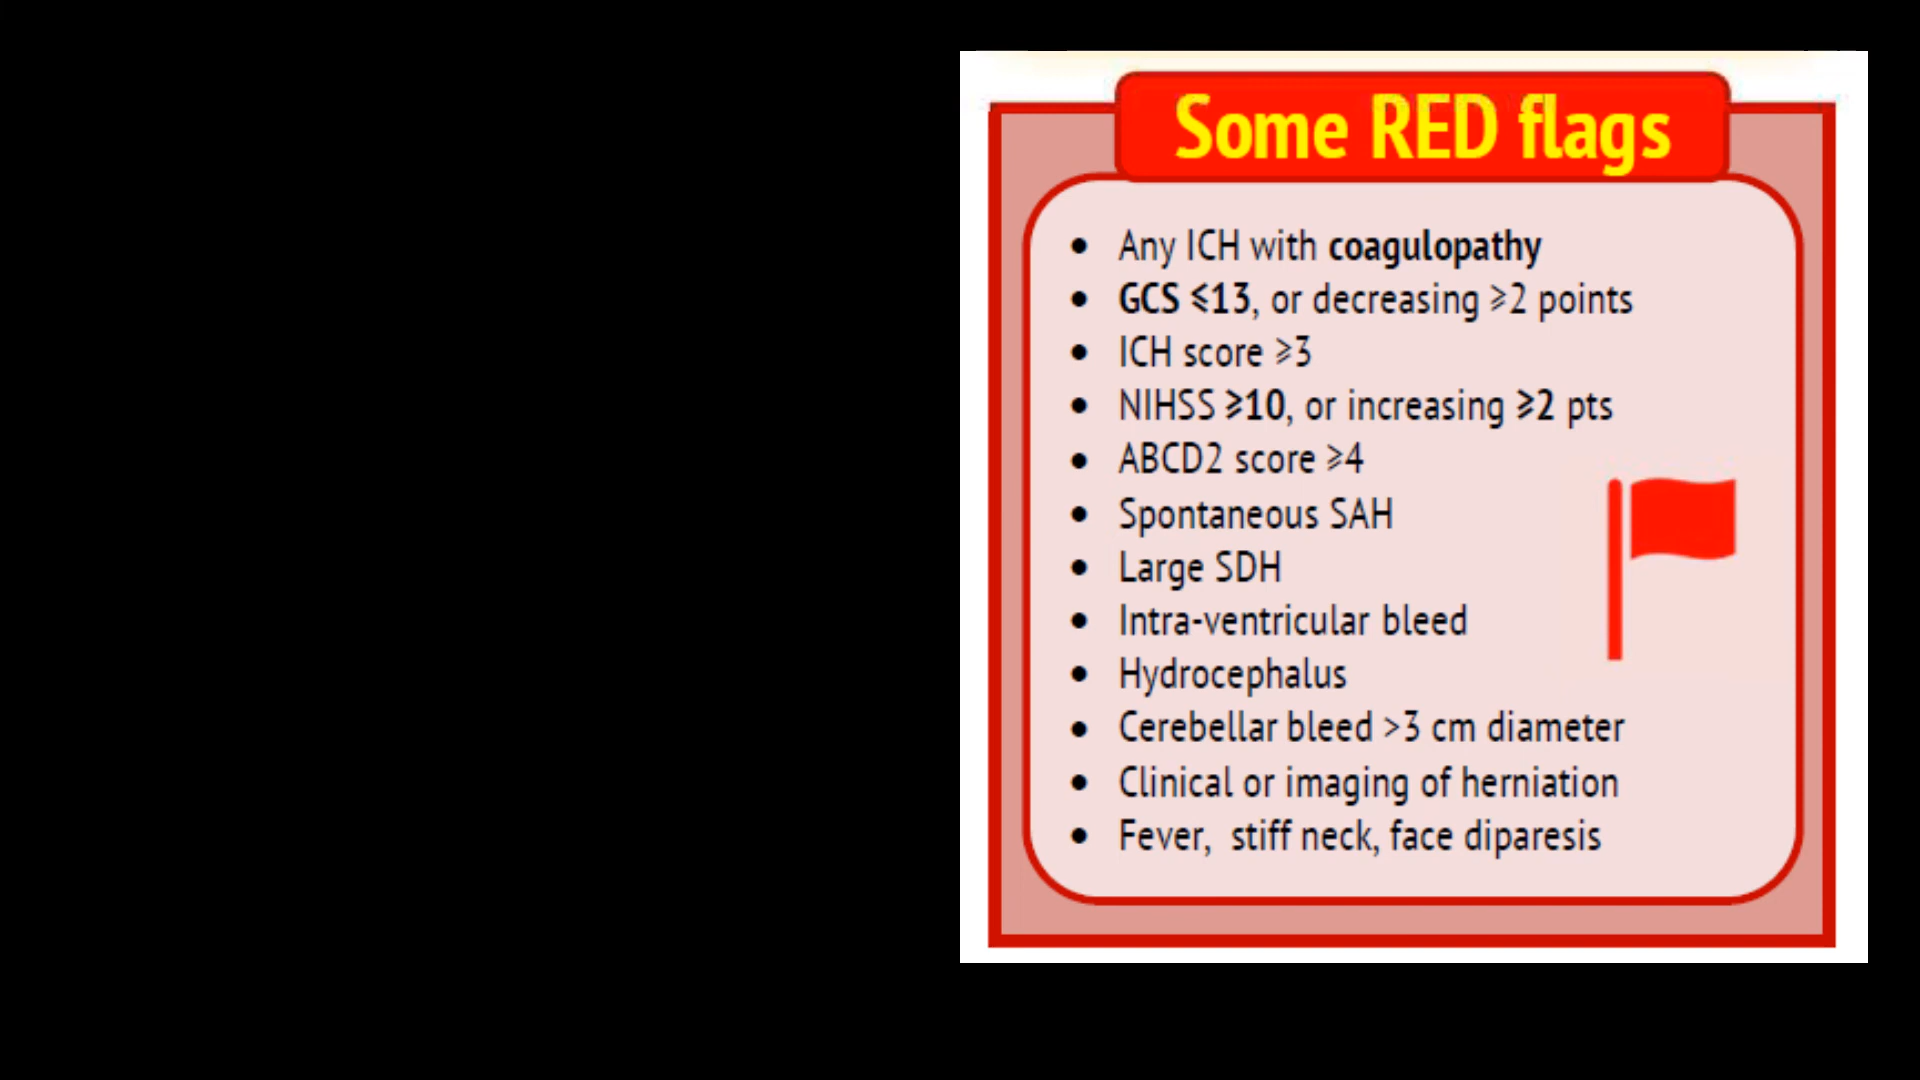 Some RED flags
• Any ICH with coagulopathy
• GCS ⩽13, or decreasing ⩾2 points
• ICH score ⩾3
• NIHSS ⩾10, or increasing ⩾2 pts
• ABCD2 score ⩾4
• Spontaneous SAH
• Large SDH
• Intra-ventricular bleed
• Hydrocephalus
• Cerebellar bleed >3 cm diameter
• Clinical or imaging of herniation
• Fever,  stiff neck, face diparesis